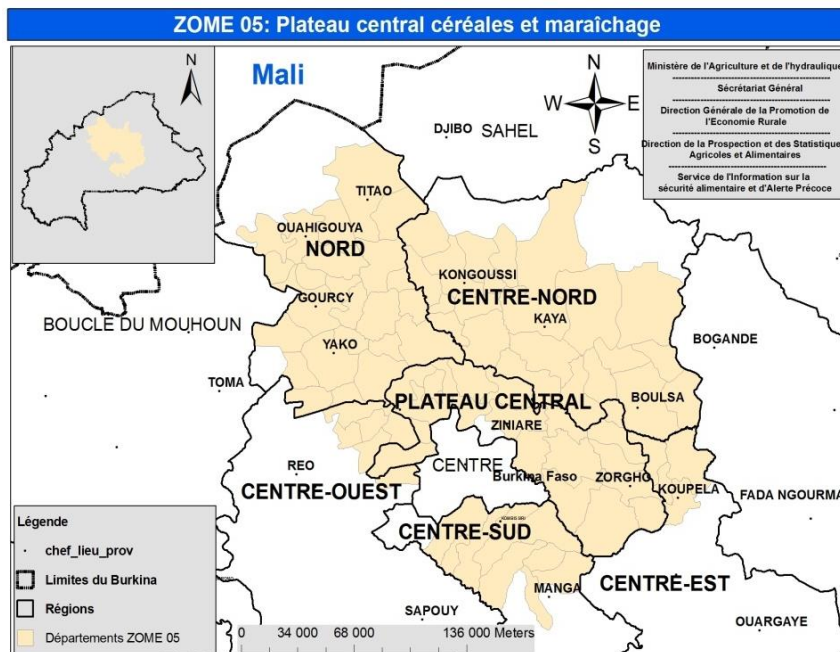 ZOME 05: Plateau central céréales et maraîchage
N
Mali
N
W E
S
Ministère de l'Agriculture et de l'hydraulique
Sécrétariat Général
Direction Générale de la Promotion de
l'Economie Rurale
Direction de la Prospection et des Statistique
Agricoles et Alimentaires
Service de l'Information sur la
sécurité alimentaire et d'Alerte Précoce
DJIBO
SAHEL
TITAO
OUAHIGOUYA
NORD
KONGOUSSI
CENTRE-NORD
GOURCY
KAYA
BOUCLE DU MOUHOUN
BOGANDE
YAKO
TOMA
PLATEAU CENTRAL
BOULSA
ZINIARE
REO
CENTRE
Burkina Faso
ZORGHO
CENTRE-OUEST
KOUPELA
FADA NGOURMA
CENTRE-SUD
MANGA
CENTRE-EST
SAPOUY
OUARGAYE
Légende
chef_lieu_prov
Limites du Burkina
Régions
Départements ZOME 05
0 34 000 68 000 136 000 Meters